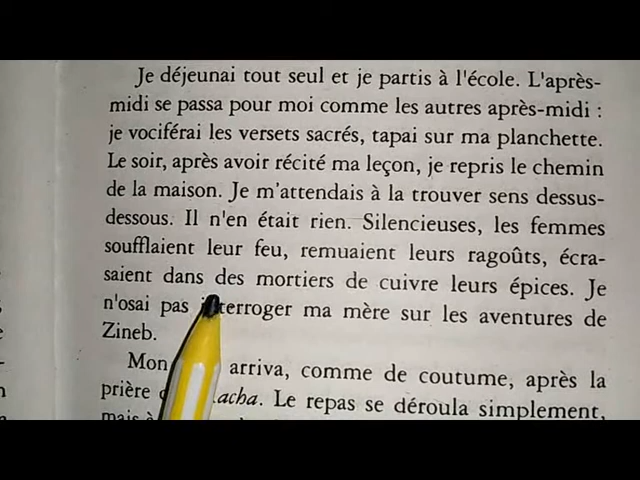 Je déjeunai tout seul et je partis à l'école. L'après-
midi se passa pour moi comme les autres après-midi :
je vociférai les versets sacrés, tapai sur ma planchette.
Le soir, après avoir récité ma leçon, je repris le chemin
de la maison. Je m'attendais à la trouver sens dessus-
dessous. Il n'en était rien. Silencieuses, les femmes
soufflaient leur feu, remuaient leurs ragoûts, écra-
saient dans des mortiers de cuivre leurs épices. Je
n'osai pas interroger ma mère sur les aventures de
Zineb.
Mon arriva, comme de coutume, après la
prière acha. Le repas se déroula simplement,
mais à